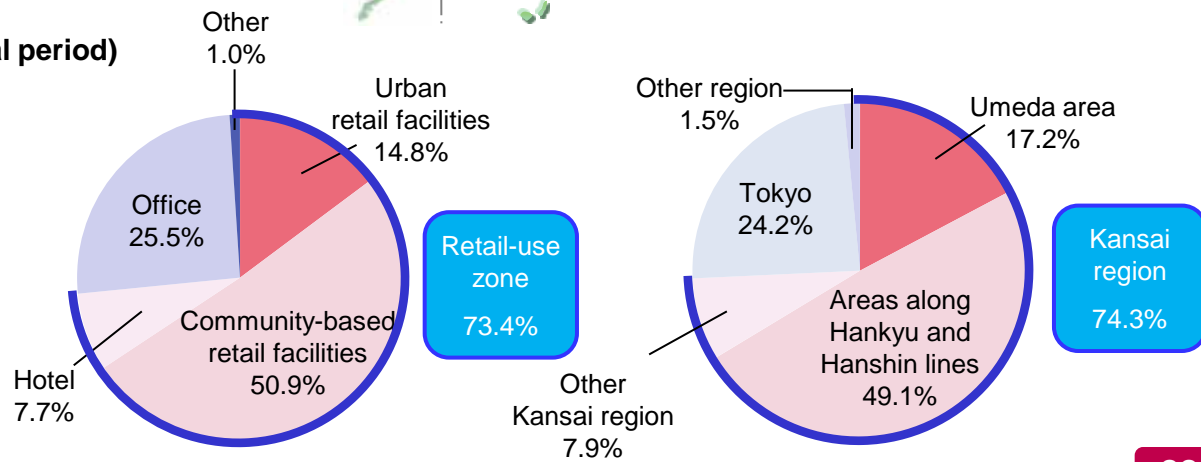 al period)
Other
1.0%
Urban
retail facilities
14.8%
Office
25.5%
Community-based
retail facilities
50.9%
Hotel
7.7%
Retail-use
zone
73.4%
Other region
1.5%
Umeda area
17.2%
Tokyo
24.2%
Areas along
Hankyu and
Hanshin lines
49.1%
Other
Kansai region
7.9%
Kansai
region
74.3%